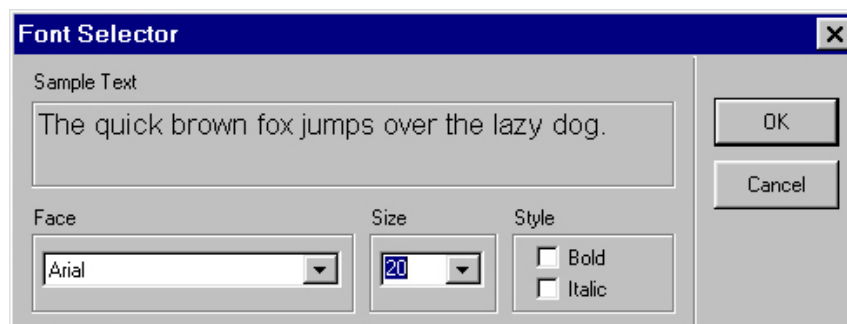 Font Selector
Sample Text
The quick brown fox jumps over the lazy dog.
OK
Cancel
Face
Size
Style
Arial
20
Bold
Italic